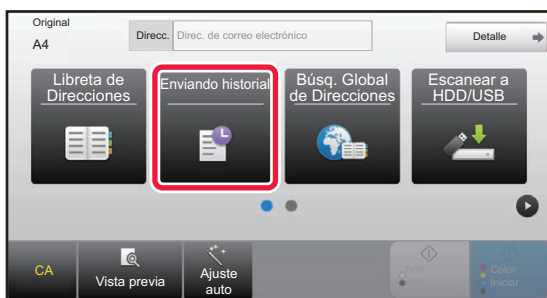 Original
A4
Direcc.
Direc. de correo electrónico
Detalle
Libreta de
Direcciones
Enviando historial
Búsq. Global
de Direcciones
Escanear a
HDD/USB
CA
Vista previa
Ajuste
auto
B/N
Iniciar
Color
Iniciar